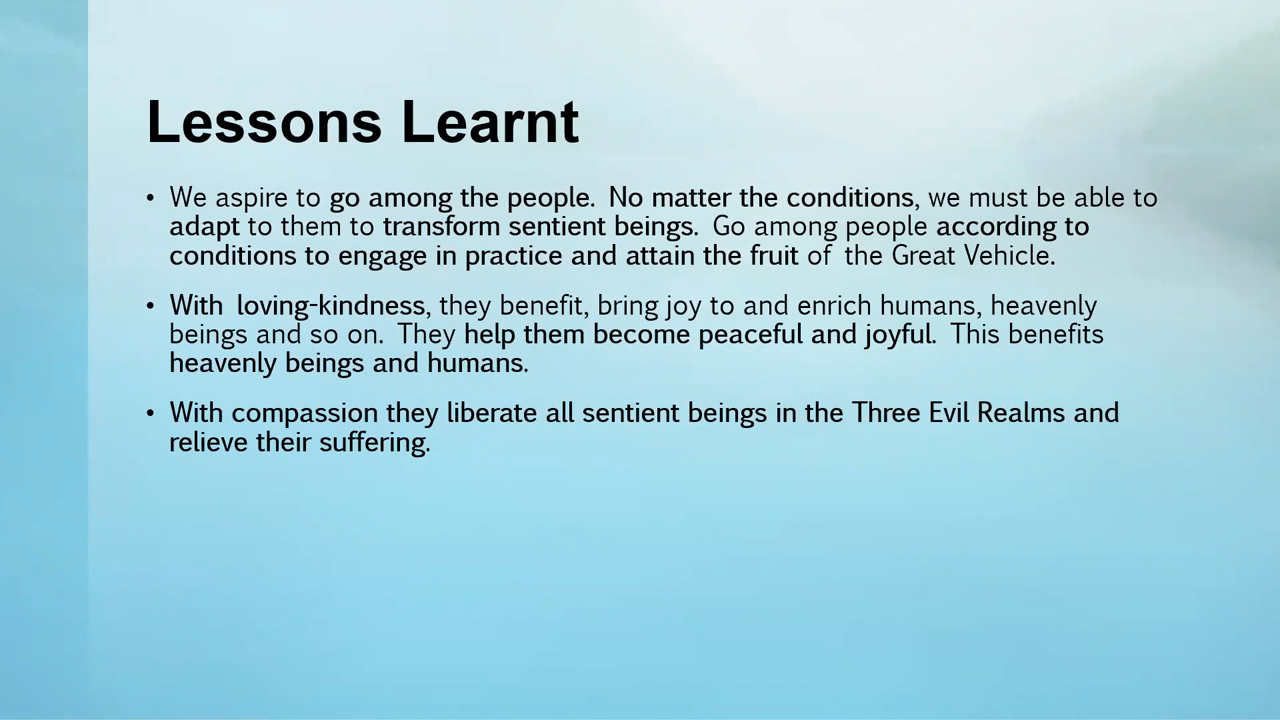 Lessons Learnt
• We aspire to go among the people. No matter the conditions, we must be able to
adapt to them to transform sentient beings. Go among people according to
conditions to engage in practice and attain the fruit of the Great Vehicle.
• With loving-kindness, they benefit, bring joy to and enrich humans, heavenly
beings and so on. They help them become peaceful and joyful. This benefits
heavenly beings and humans.
• With compassion they liberate all sentient beings in the Three Evil Realms and
relieve their suffering.